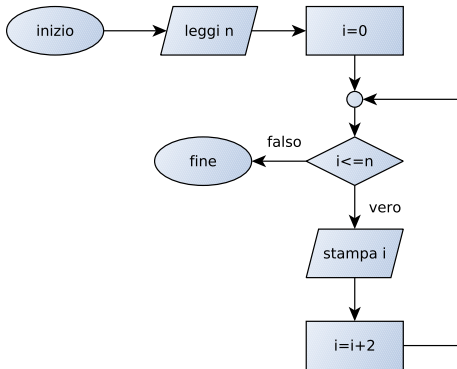 inizio
leggi n
i=0
falso
fine
i<=n
vero
stampa i
i=i+2